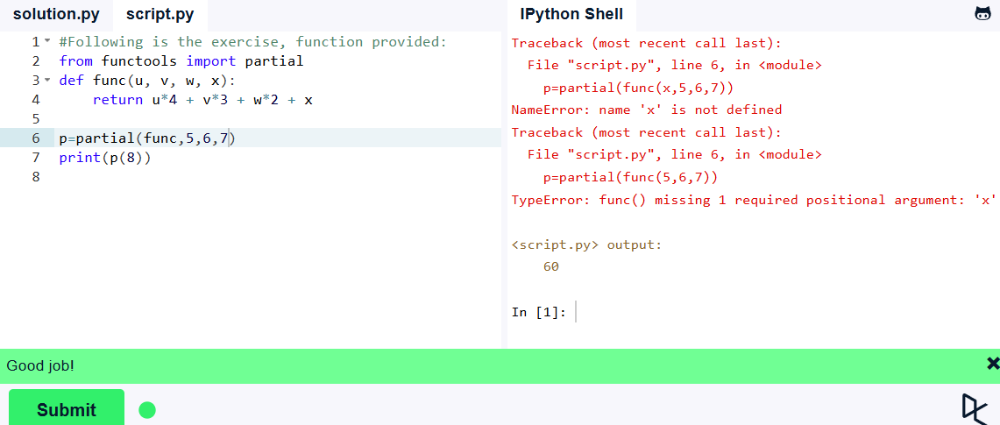 solution.py script.py IPython Shell
1 #Following is the exercise, function provided:
2 from functools import partial
3 def func(u, v, w, x):
4     return u*4 + v*3 + w*2 + x
5
6 p=partial(func,5,6,7)
7 print(p(8))
8
Traceback (most recent call last):
  File "script.py", line 6, in <module>
    p=partial(func(x,5,6,7))
NameError: name 'x' is not defined
Traceback (most recent call last):
  File "script.py", line 6, in <module>
    p=partial(func(5,6,7))
TypeError: func() missing 1 required positional argument: 'x'
<script.py> output:
    60
In [1]:
Good job!
Submit